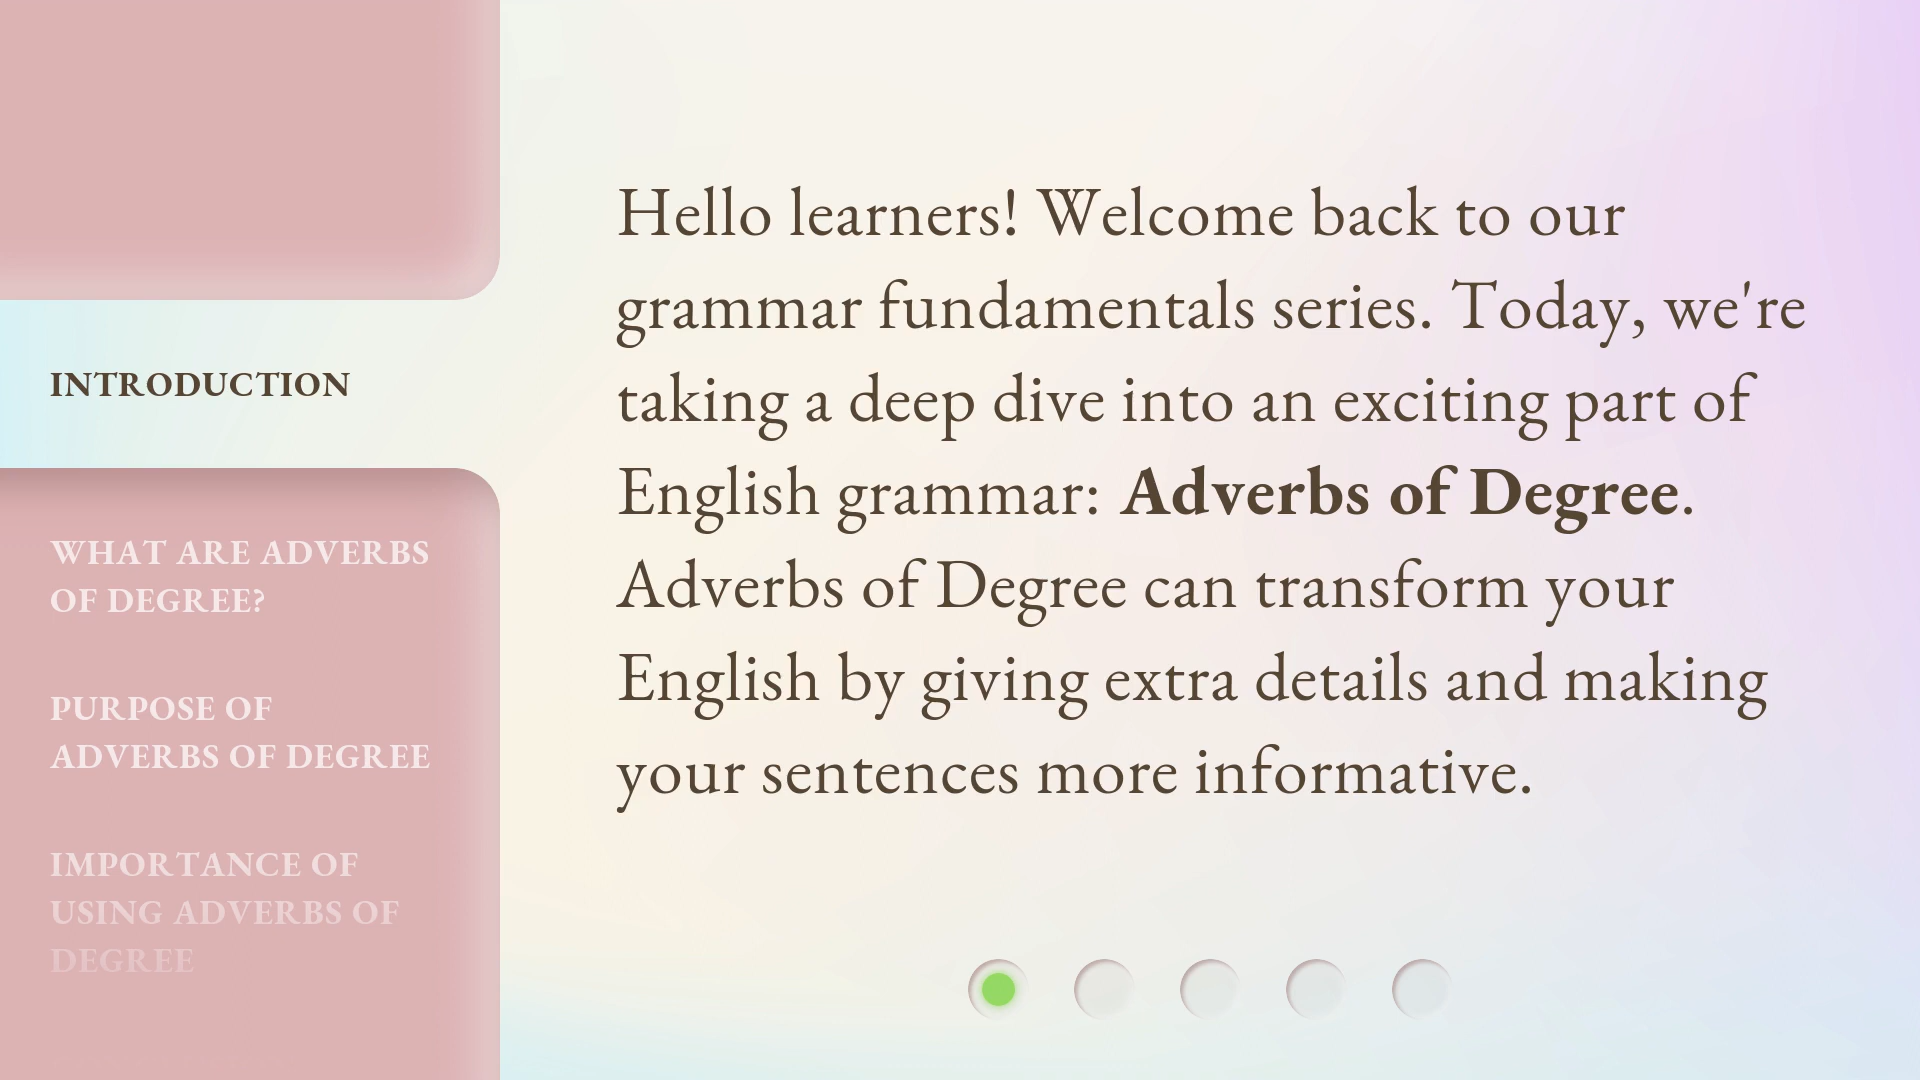 INTRODUCTION
WHAT ARE ADVERBS
OF DEGREE?
PURPOSE OF
ADVERBS OF DEGREE
IMPORTANCE OF
USING ADVERBS OF
DEGREE
Hello learners! Welcome back to our
grammar fundamentals series. Today, we're
taking a deep dive into an exciting part of
English grammar: Adverbs of Degree.
Adverbs of Degree can transform your
English by giving extra details and making
your sentences more informative.